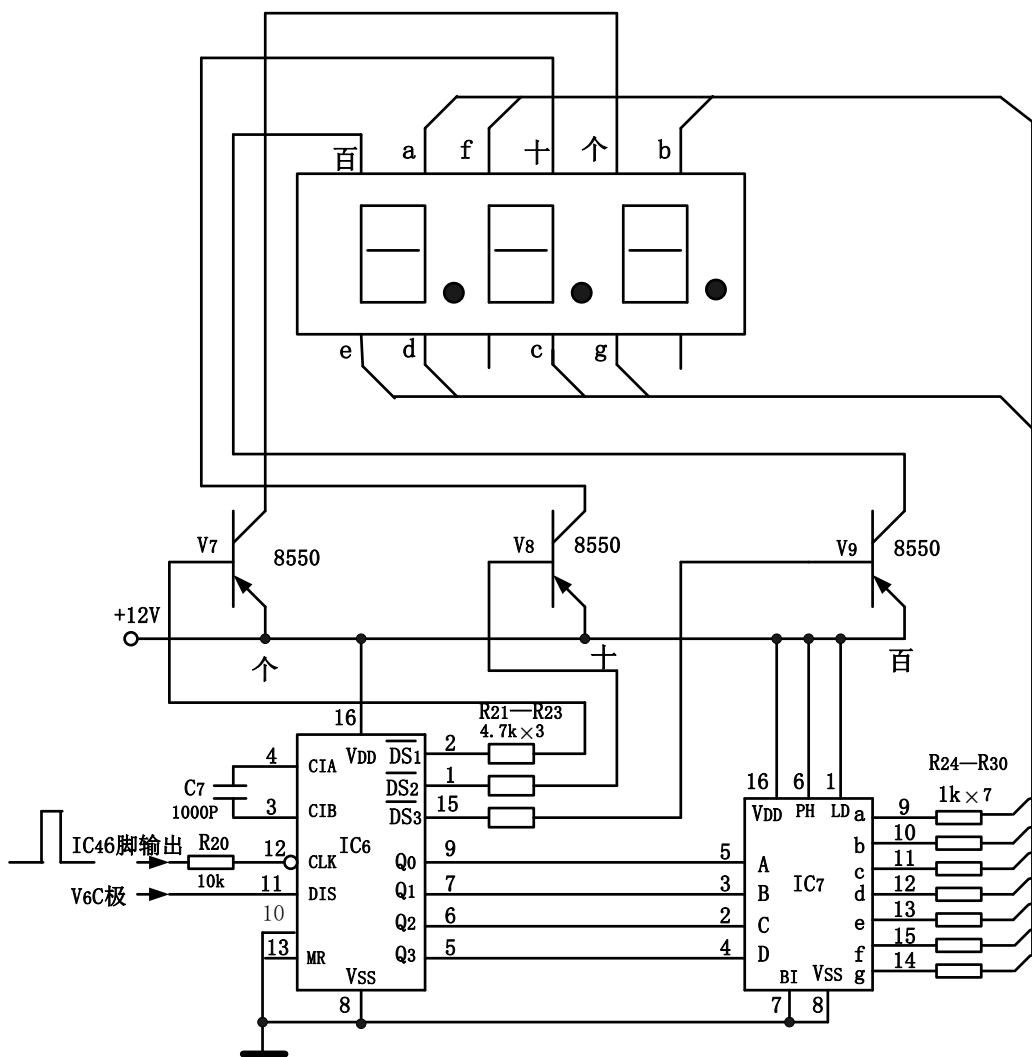 百 a f 十 个 b
e d c g
V7 8550 V8 8550 V9 8550
+12V
个 十 百
R21—R23
4.7k×3
16
4 CIA VDD DS1 2
C7
1000P
3 CIB DS2 1
DS3 15
IC6
IC46脚输出 R20 12 CLK Q0 9
10k
V6C极 11 DIS Q1 7
10 Q2 6
13 MR Q3 5
VSS
8
16 6 1
VDD PH LD
R24—R30
1k×7
a 9
b 10
5 A c 11
IC7
3 B d 12
2 C e 13
4 D f 15
BI VSS g 14
7 8